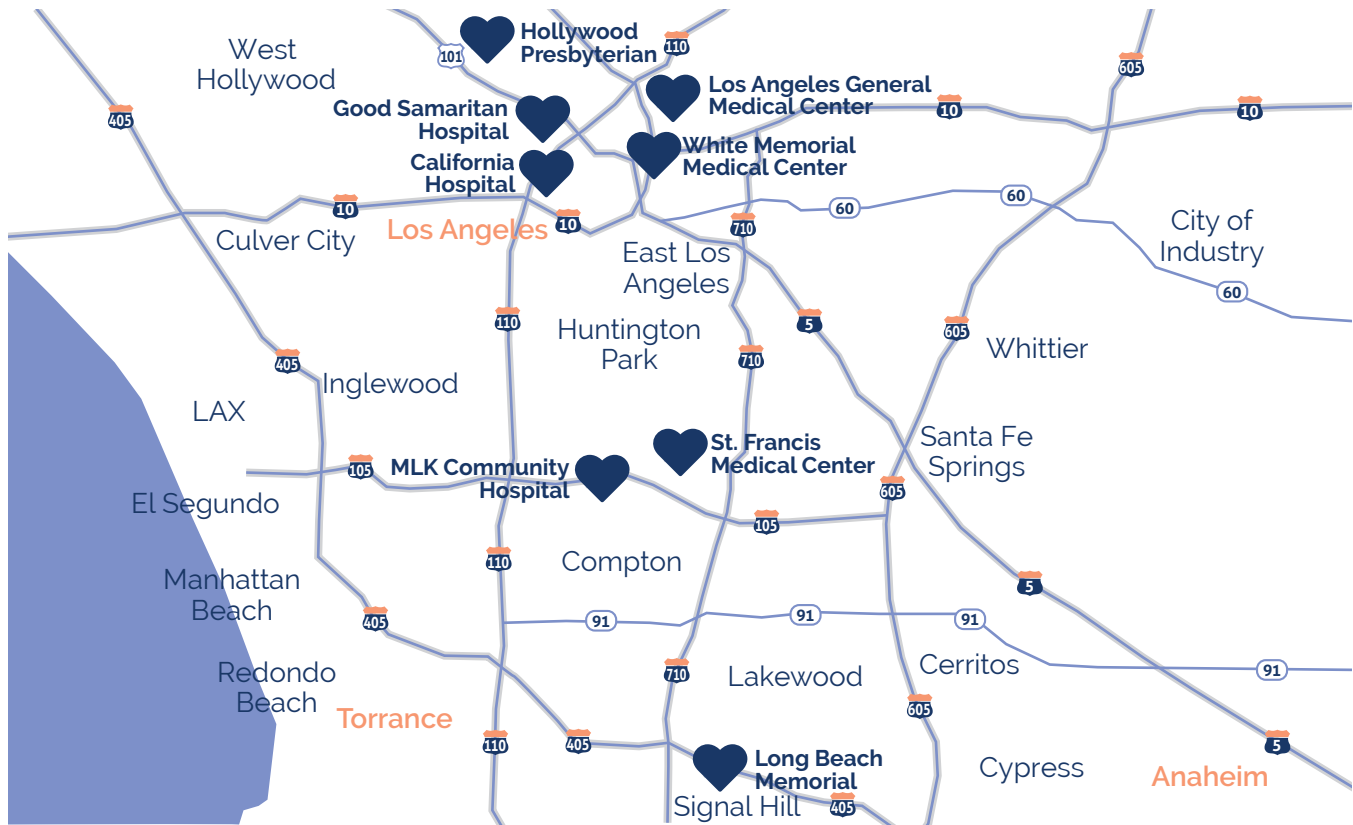 Hollywood
Presbyterian
West
Hollywood
101
110
605
Los Angeles General
Medical Center
Good Samaritan
Hospital
405
10
10
White Memorial
Medical Center
California
Hospital
60
10
60
Los Angeles
10
710
Culver City
City of
Industry
East Los
Angeles
60
110
5
Huntington
Park
605
Whittier
405
710
Inglewood
LAX
Santa Fe
Springs
St. Francis
Medical Center
105
MLK Community
Hospital
605
El Segundo
105
110
Compton
5
Manhattan
Beach
405
91
91
91
Redondo
Beach
710
Lakewood
Cerritos
91
605
Torrance
110
405
5
Long Beach
Memorial
Cypress
Anaheim
Signal Hill
405